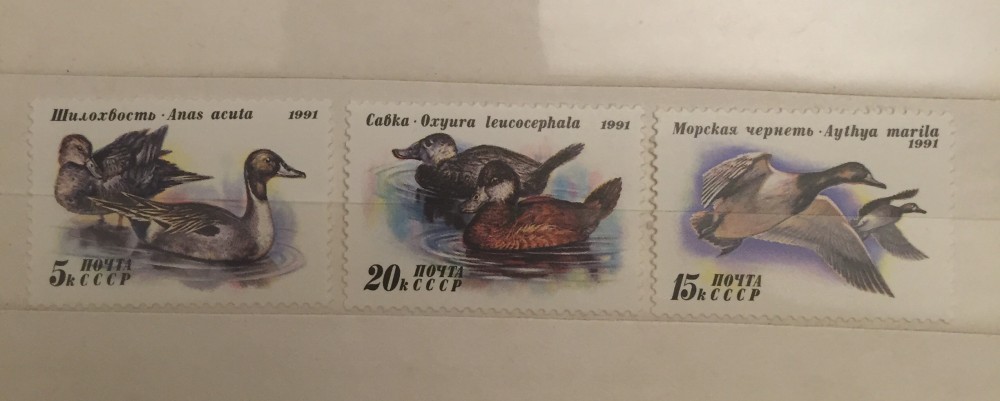 Шилохвость · Anas acuta 1991
5к ПОЧТА
СССР
Савка · Oxyura leucocephala 1991
20к ПОЧТА
СССР
Морская чернеть · Aythya marila
1991
15к ПОЧТА
СССР